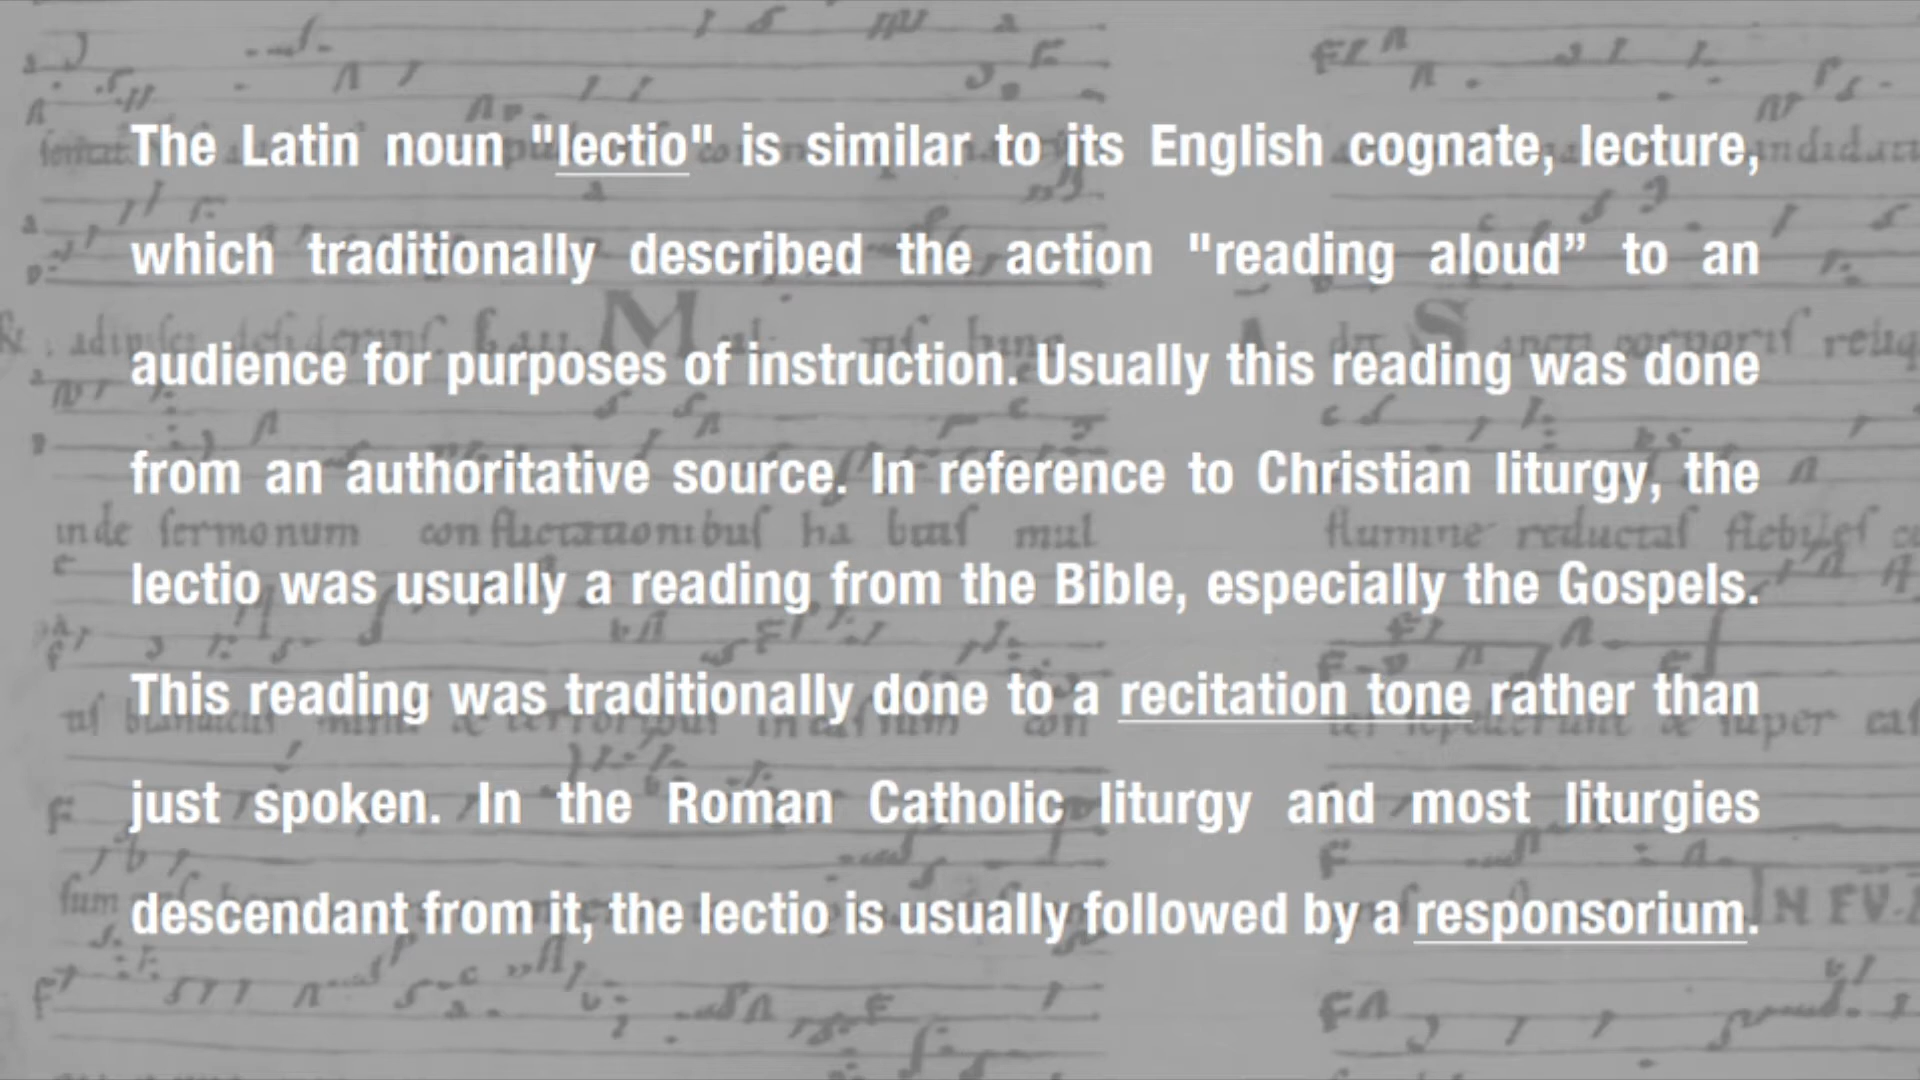 The Latin noun "lectio" is similar to its English cognate, lecture,
which traditionally described the action "reading aloud” to an
audience for purposes of instruction. Usually this reading was done
from an authoritative source. In reference to Christian liturgy, the
lectio was usually a reading from the Bible, especially the Gospels.
This reading was traditionally done to a recitation tone rather than
just spoken. In the Roman Catholic liturgy and most liturgies
descendant from it, the lectio is usually followed by a responsorium.